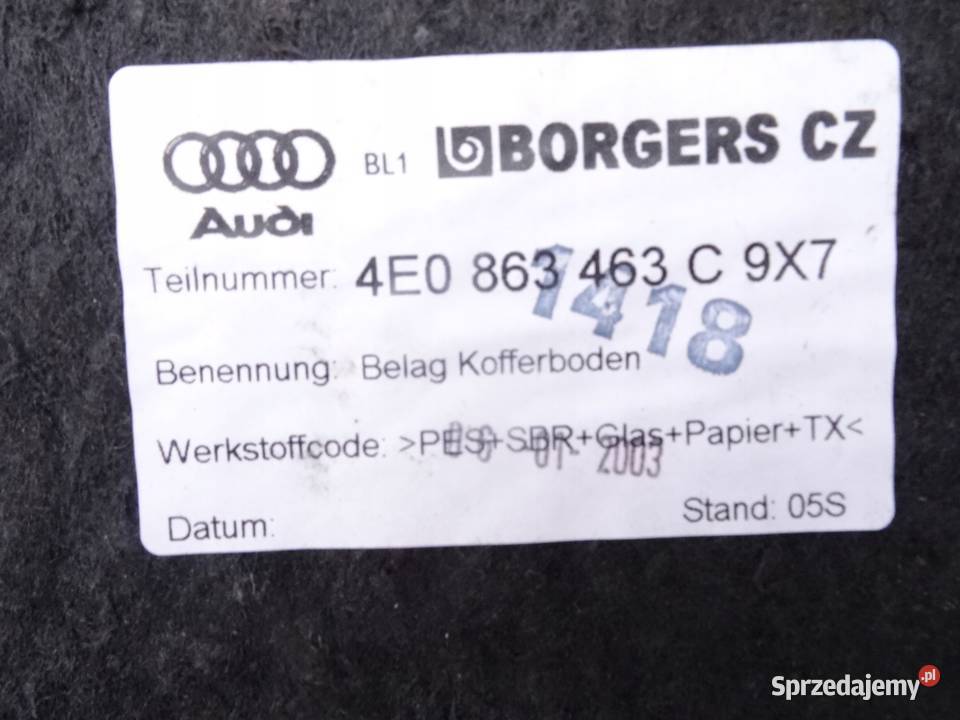 BL1 BORGERS CZ
Audi
Teilnummer: 4E0 863 463 C 9X7
1418
Benennung: Belag Kofferboden
Werkstoffcode: >PES+SBR+Glas+Papier+TX<
01 2003
Datum:
Stand: 05S
Sprzedajemy.pl